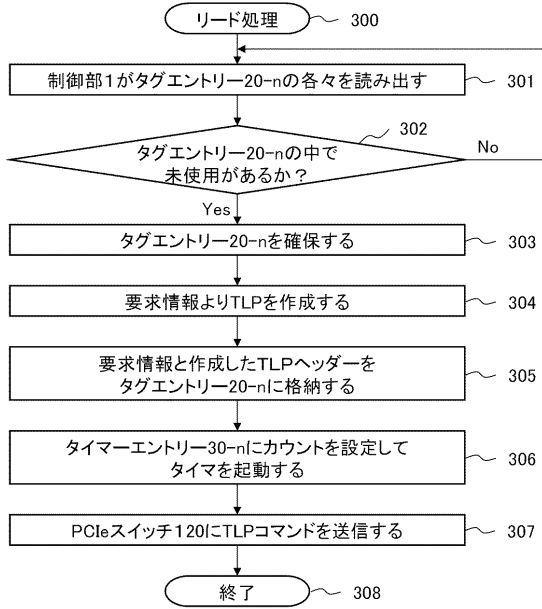 リード処理
300
制御部1がタグエントリー20-nの各々を読み出す
301
302
タグエントリー20-nの中で
未使用があるか?
No
Yes
タグエントリー20-nを確保する
303
要求情報よりTLPを作成する
304
要求情報と作成したTLPヘッダーを
タグエントリー20-nに格納する
305
タイマーエントリー30-nにカウントを設定して
タイマを起動する
306
PCIeスイッチ120にTLPコマンドを送信する
307
終了
308